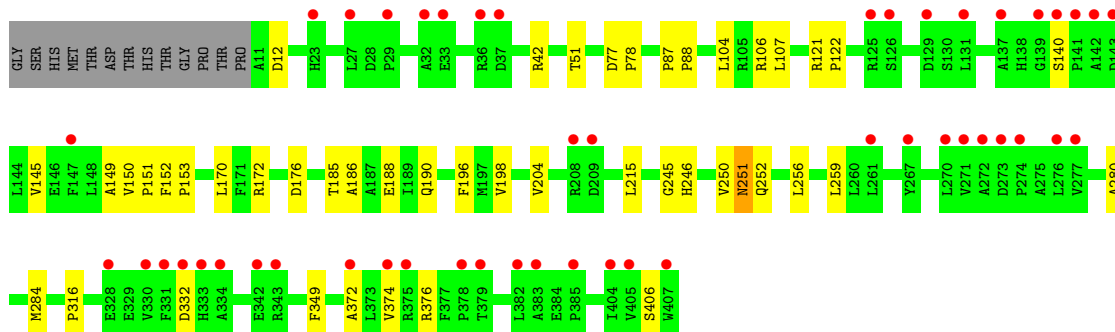 GLY SER HIS MET THR ASP THR HIS THR GLY PRO THR PRO A11 D12 H23 L27 D28 P29 A32 E33 R36 D37 R42 T51 D77 P78 P87 P88 L104 R105 R106 L107 R121 P122 R125 S126 D129 S130 L131 A137 H138 G139 S140 P141 A142 D143
L144 V145 E146 F147 L148 A149 V150 P151 F152 P153 L170 F171 R172 D176 T185 A186 A187 E188 I189 Q190 F196 M197 V198 V204 R208 D209 L215 G245 H246 V250 N251 Q252 L256 L259 L260 L261 V267 L270 V271 A272 D273 P274 A275 L276 V277 A280
M284 P316 E328 E329 V330 F331 D332 H333 A334 E342 R343 F349 A372 L373 V374 R375 R376 F377 P378 T379 L382 A383 E384 P385 I404 V405 S406 W407